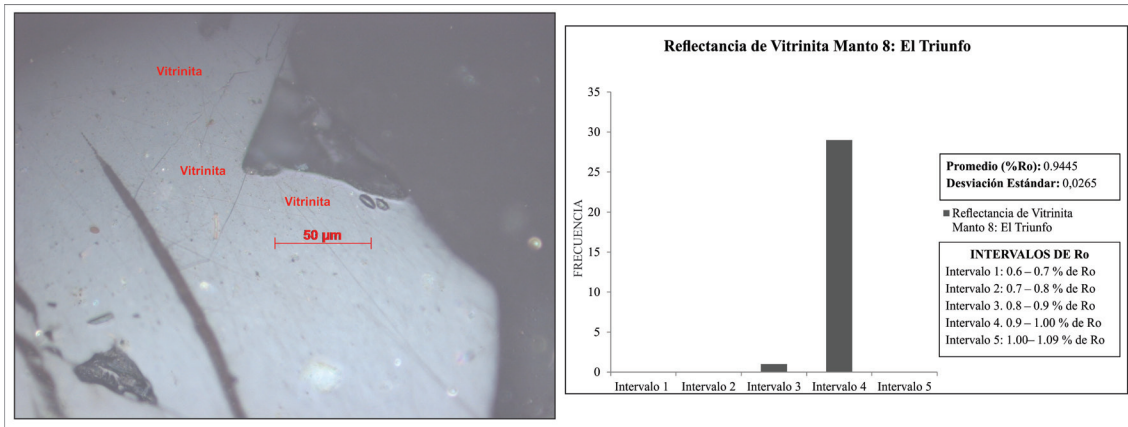 Vitrinita
Vitrinita
Vitrinita
50 µm
Reflectancia de Vitrinita Manto 8: El Triunfo
FRECUENCIA
35
30
25
20
15
10
5
0
Intervalo 1 Intervalo 2 Intervalo 3 Intervalo 4 Intervalo 5
Promedio (%Ro): 0.9445
Desviación Estándar: 0,0265
Reflectancia de Vitrinita
Manto 8: El Triunfo
INTERVALOS DE Ro
Intervalo 1: 0.6 – 0.7 % de Ro
Intervalo 2: 0.7 – 0.8 % de Ro
Intervalo 3. 0.8 – 0.9 % de Ro
Intervalo 4. 0.9 – 1.00 % de Ro
Intervalo 5: 1.00– 1.09 % de Ro